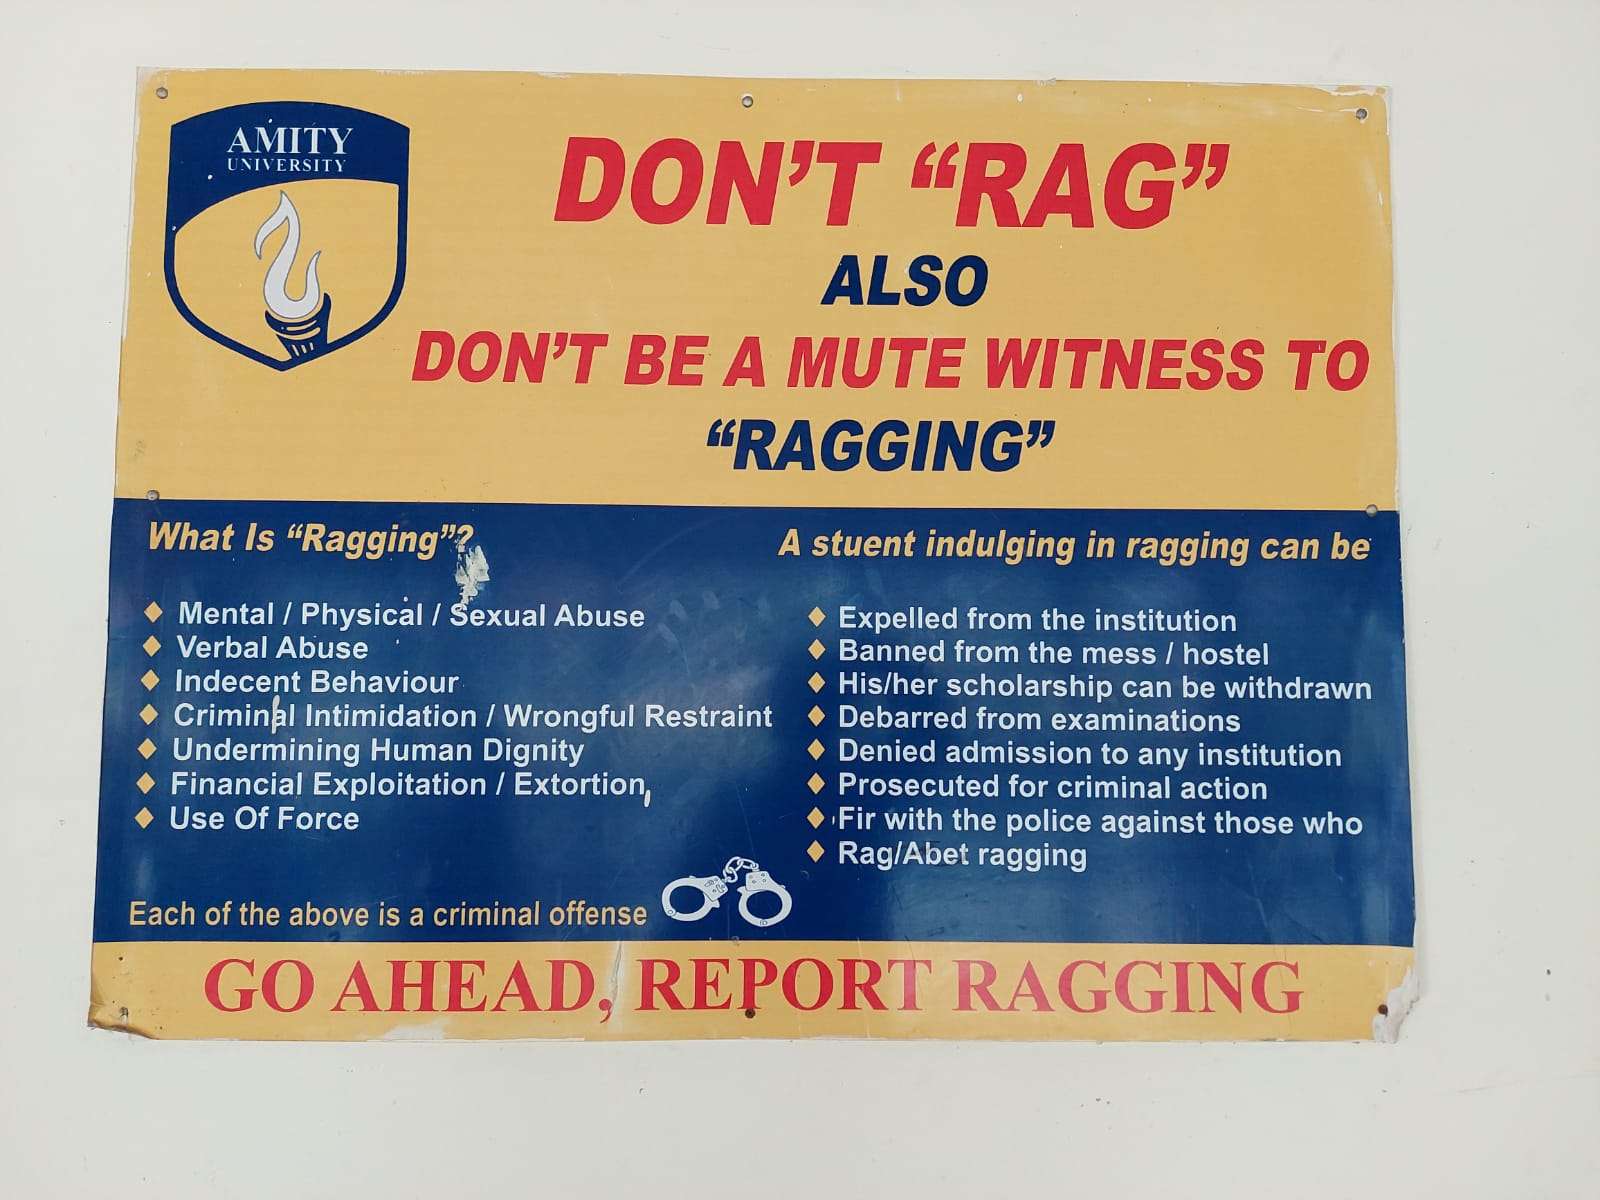 AMITY
UNIVERSITY
DON'T “RAG”
ALSO
DON'T BE A MUTE WITNESS TO
“RAGGING”
What Is “Ragging”?
Mental / Physical / Sexual Abuse
Verbal Abuse
Indecent Behaviour
Criminal Intimidation / Wrongful Restraint
Undermining Human Dignity
Financial Exploitation / Extortion
Use Of Force
Each of the above is a criminal offense
A stuent indulging in ragging can be
Expelled from the institution
Banned from the mess / hostel
His/her scholarship can be withdrawn
Debarred from examinations
Denied admission to any institution
Prosecuted for criminal action
Fir with the police against those who
Rag/Abet ragging
GO AHEAD, REPORT RAGGING